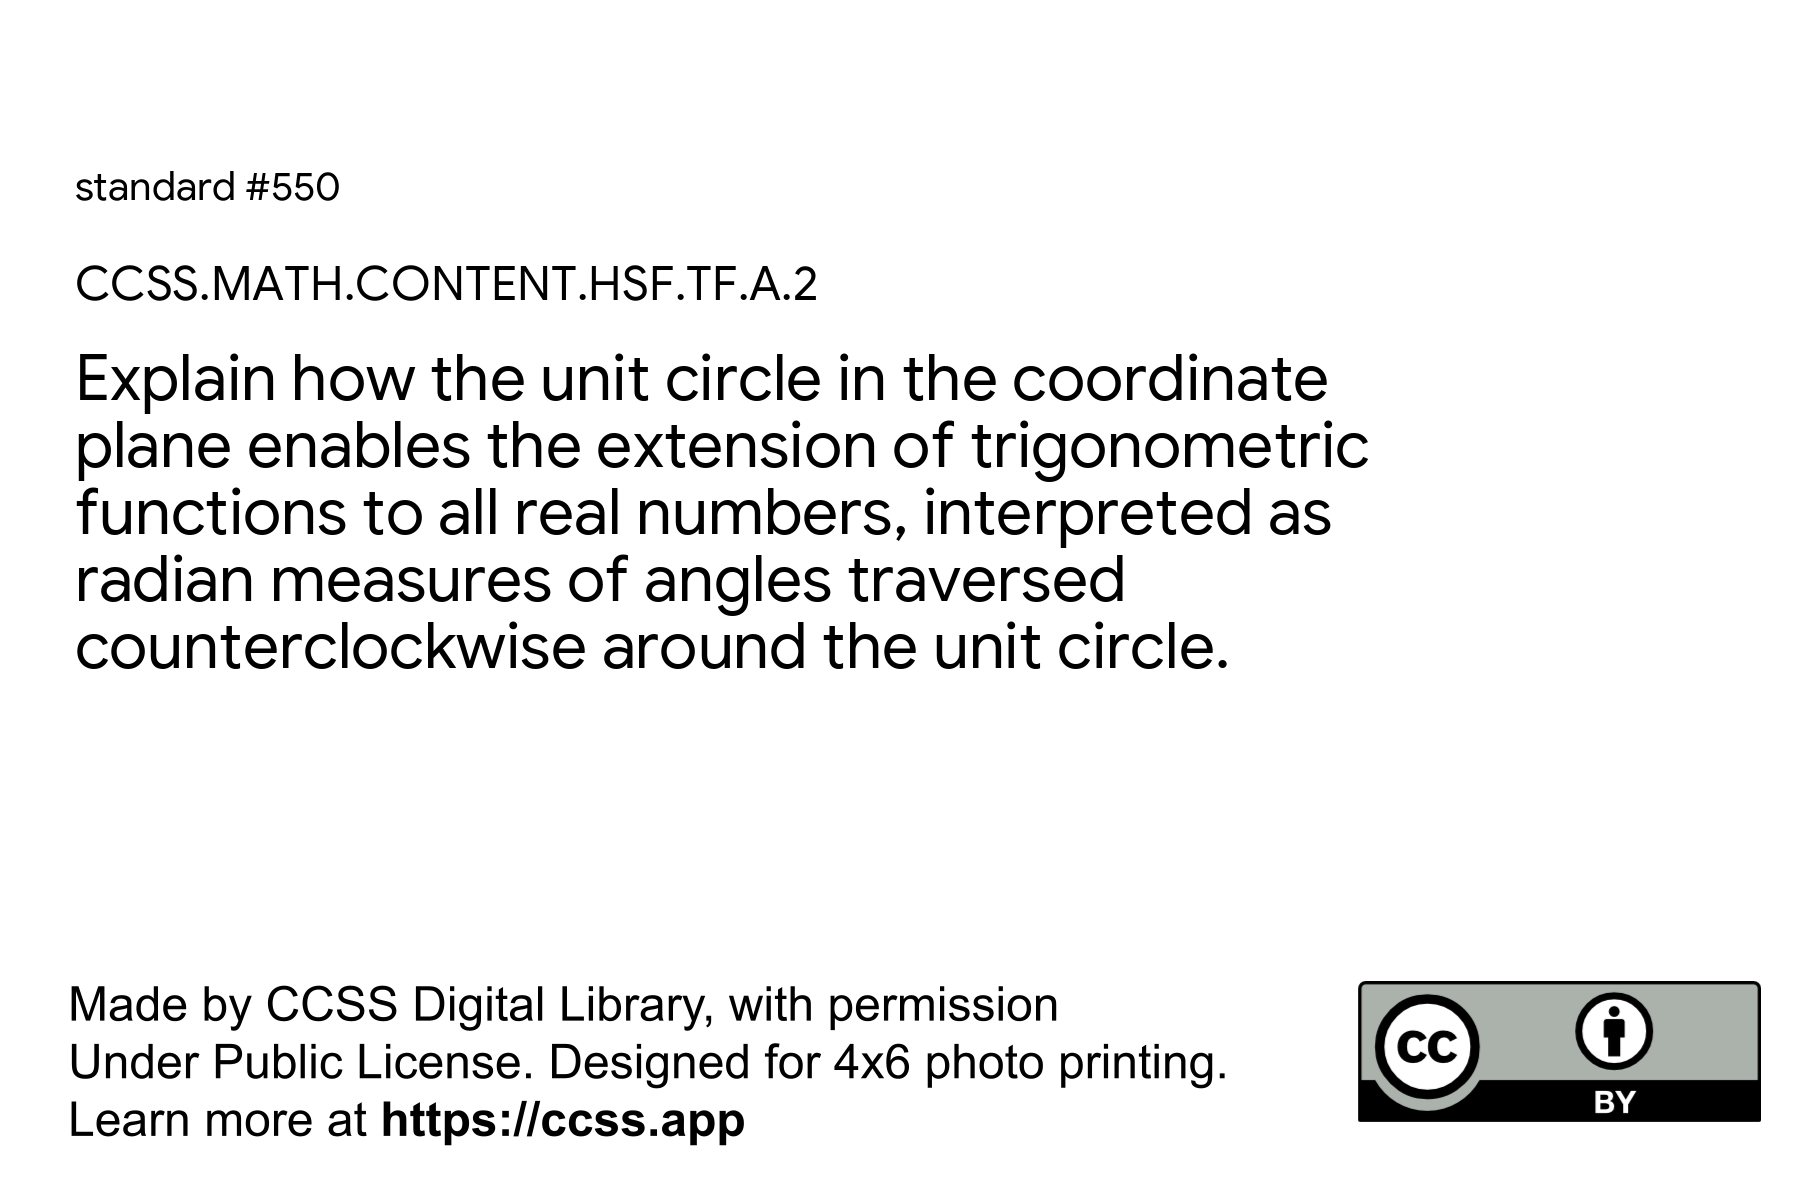 standard #550
CCSS.MATH.CONTENT.HSF.TF.A.2
Explain how the unit circle in the coordinate
plane enables the extension of trigonometric
functions to all real numbers, interpreted as
radian measures of angles traversed
counterclockwise around the unit circle.
Made by CCSS Digital Library, with permission
Under Public License. Designed for 4x6 photo printing.
Learn more at https://ccss.app
CC
BY